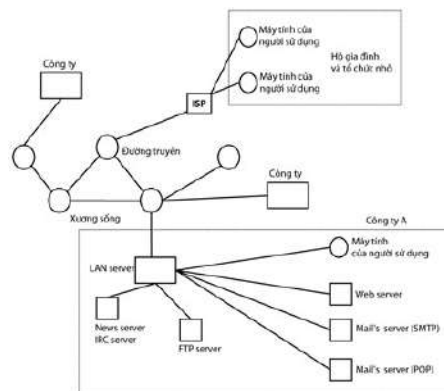 Máy tính của
người sử dụng
Hộ gia đình
và tổ chức nhỏ
Máy tính của
người sử dụng
Công ty
ISP
Đường truyền
Công ty
Xương sống
Công ty A
Máy tính
của người sử dụng
LAN server
Web server
News server
IRC server
FTP server
Mail's server (SMTP)
Mail's server (POP)